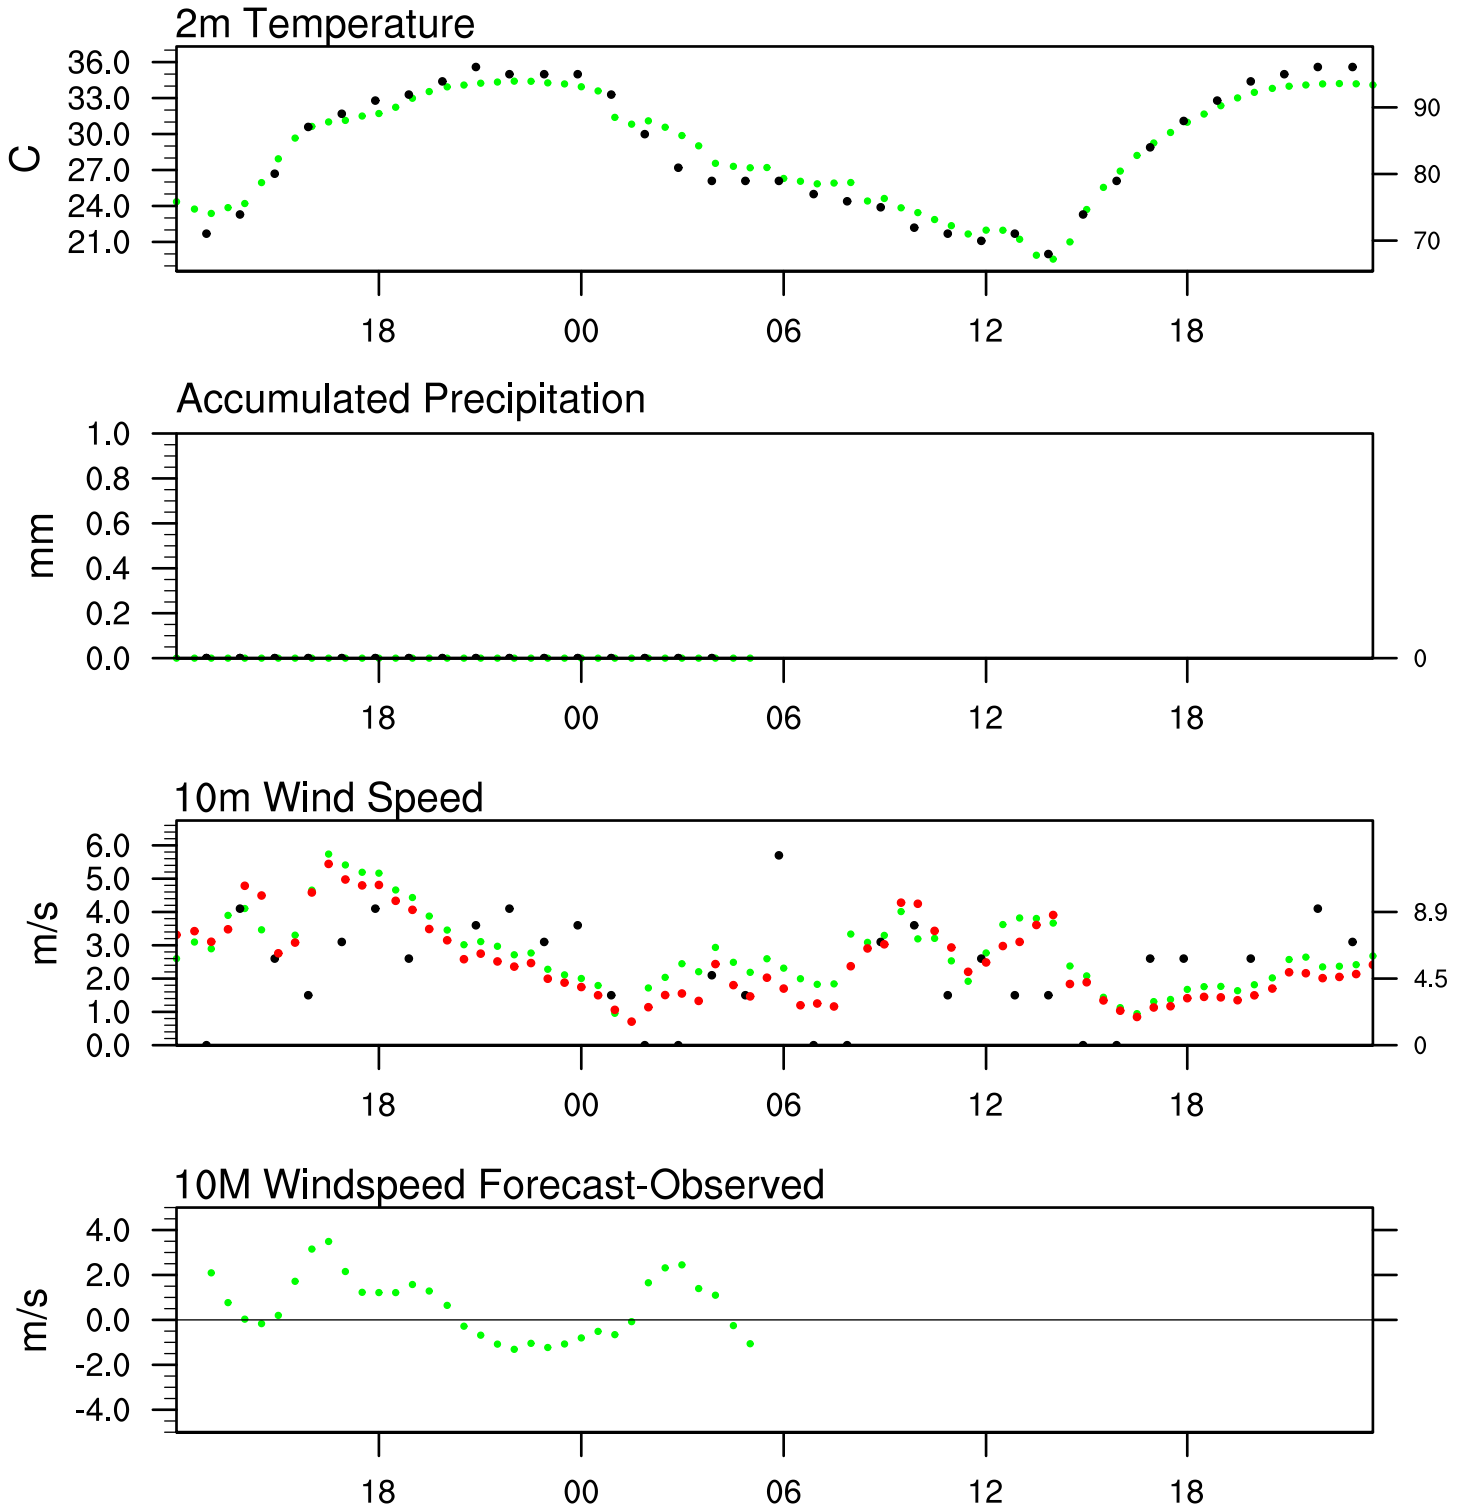 2m Temperature
36.0
33.0
30.0
27.0
24.0
21.0
C
90
80
70
18 00 06 12 18
Accumulated Precipitation
1.0
0.8
0.6
0.4
0.2
0.0
mm
0
18 00 06 12 18
10m Wind Speed
6.0
5.0
4.0
3.0
2.0
1.0
0.0
m/s
8.9
4.5
0
18 00 06 12 18
10M Windspeed Forecast-Observed
4.0
2.0
0.0
-2.0
-4.0
m/s
18 00 06 12 18